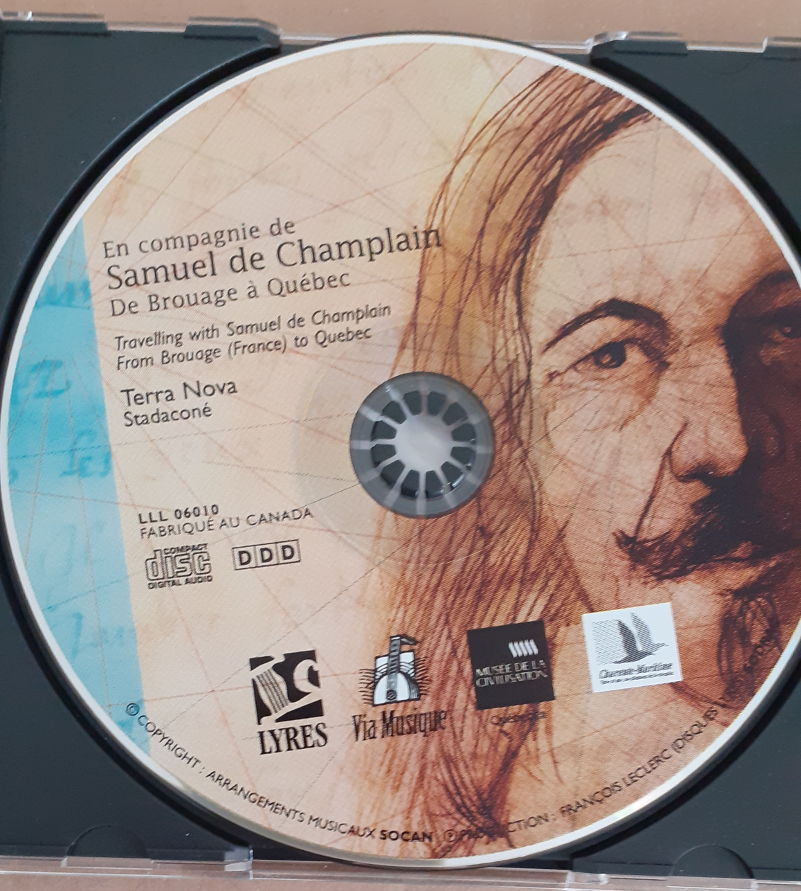 En compagnie de
Samuel de Champlain
De Brouage à Québec
Travelling with Samuel de Champlain
From Brouage (France) to Quebec
Terra Nova
Stadaconé
LLL 06010
FABRIQUÉ AU CANADA
COMPACT
disc
DIGITAL AUDIO
DDD
LYRES
Via Musique
MUSÉE DE LA
CIVILISATION
Charente-Maritime
© COPYRIGHT : ARRANGEMENTS MUSICAUX SOCAN ℗ PRODUCTION : FRANÇOIS LECLERC (DISQUES